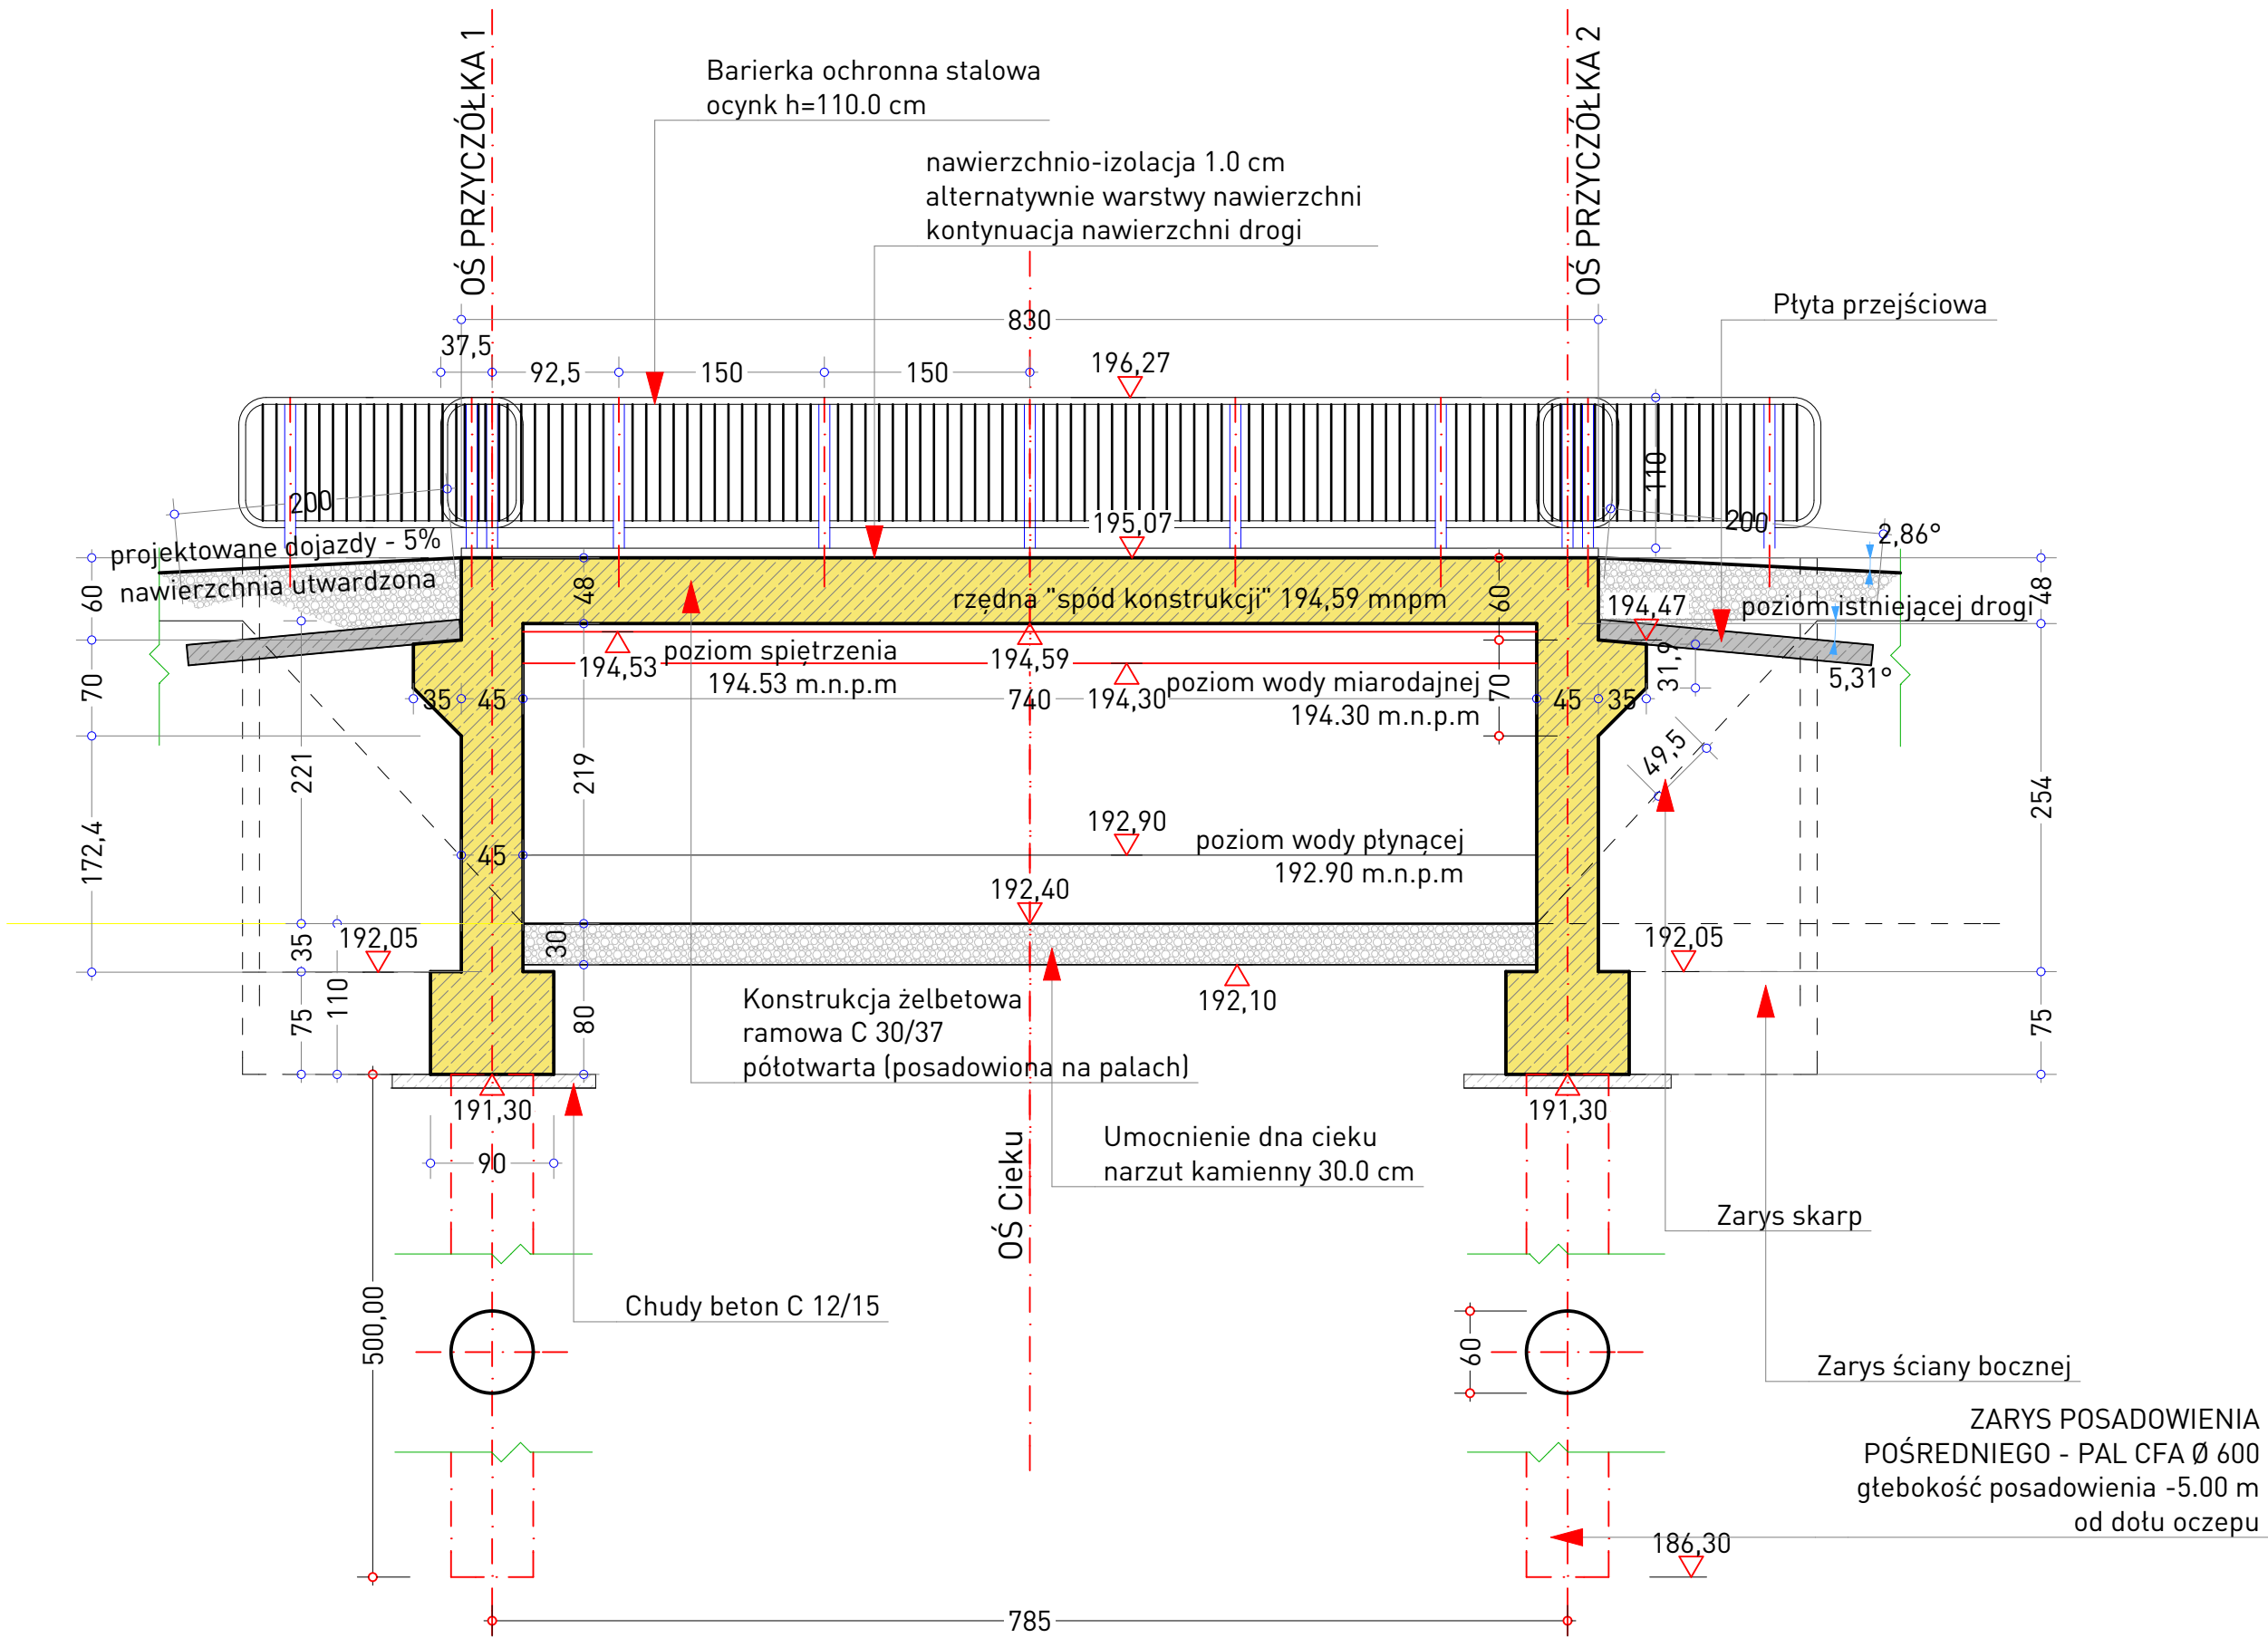 OŚ PRZYCZÓŁKA 1
OŚ PRZYCZÓŁKA 2
Barierka ochronna stalowa
ocynk h=110.0 cm
nawierzchnio-izolacja 1.0 cm
alternatywnie warstwy nawierzchni
kontynuacja nawierzchni drogi
Płyta przejściowa
830
37,5
92,5
150
150
196,27
110
200
195,07
200
2,86°
projektowane dojazdy - 5%
nawierzchnia utwardzona
60
48
rzędna "spód konstrukcji" 194,59 mnpm
60
194,47
poziom istniejącej drogi
48
194,53
poziom spiętrzenia
194.53 m.n.p.m
194,59
194,30
poziom wody miarodajnej
194.30 m.n.p.m
70
31,9
5,31°
70
35
45
740
45
35
221
219
49,5
254
172,4
45
192,90
poziom wody płynącej
192.90 m.n.p.m
192,40
35
192,05
30
192,05
192,10
75
110
80
75
Konstrukcja żelbetowa
ramowa C 30/37
półotwarta (posadowiona na palach)
191,30
191,30
90
Umocnienie dna cieku
narzut kamienny 30.0 cm
OŚ Cieku
Zarys skarp
500,00
Chudy beton C 12/15
60
Zarys ściany bocznej
ZARYS POSADOWIENIA
POŚREDNIEGO - PAL CFA Ø 600
głebokość posadowienia -5.00 m
od dołu oczepu
186,30
785